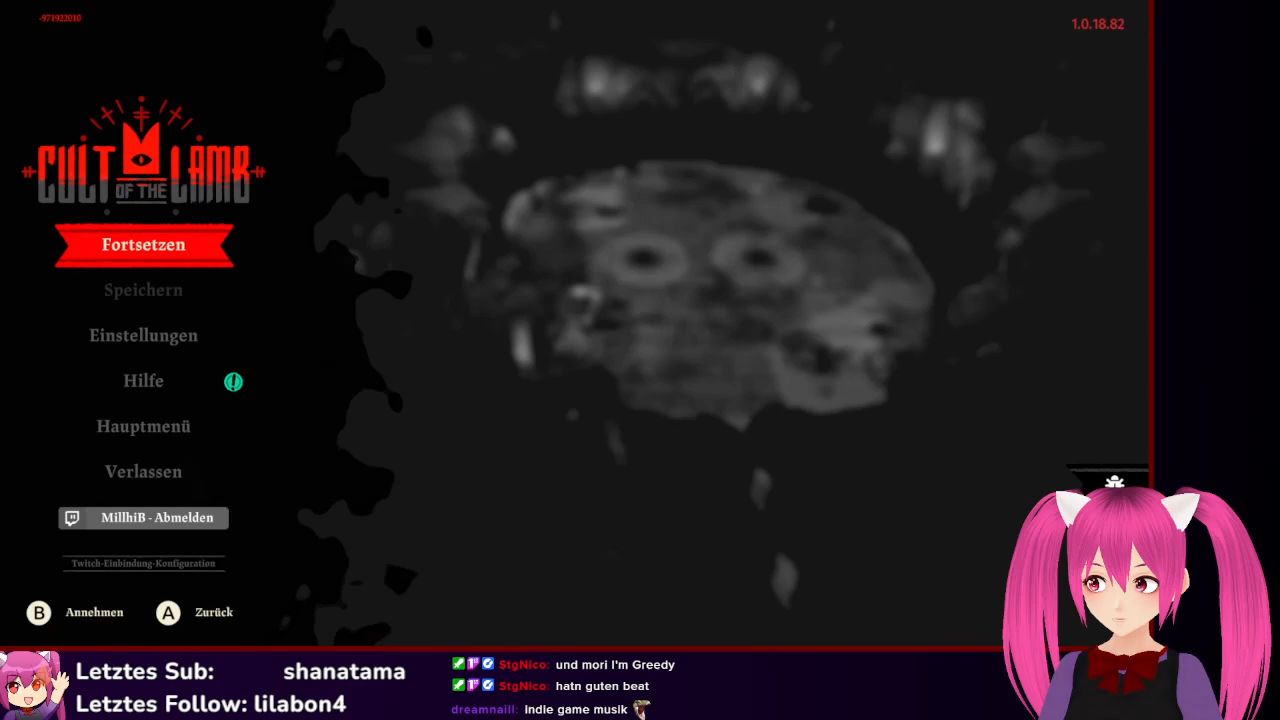 -971922010
1.0.18.82
CULT OF THE LAMB
Fortsetzen
Speichern
Einstellungen
Hilfe
Hauptmenü
Verlassen
MillhiB - Abmelden
Twitch-Einbindung-Konfiguration
B Annehmen A Zurück
Letztes Sub: shanatama
Letztes Follow: lilabon4
StgNico: und mori I'm Greedy
StgNico: hatn guten beat
dreamnaill: Indie game musik